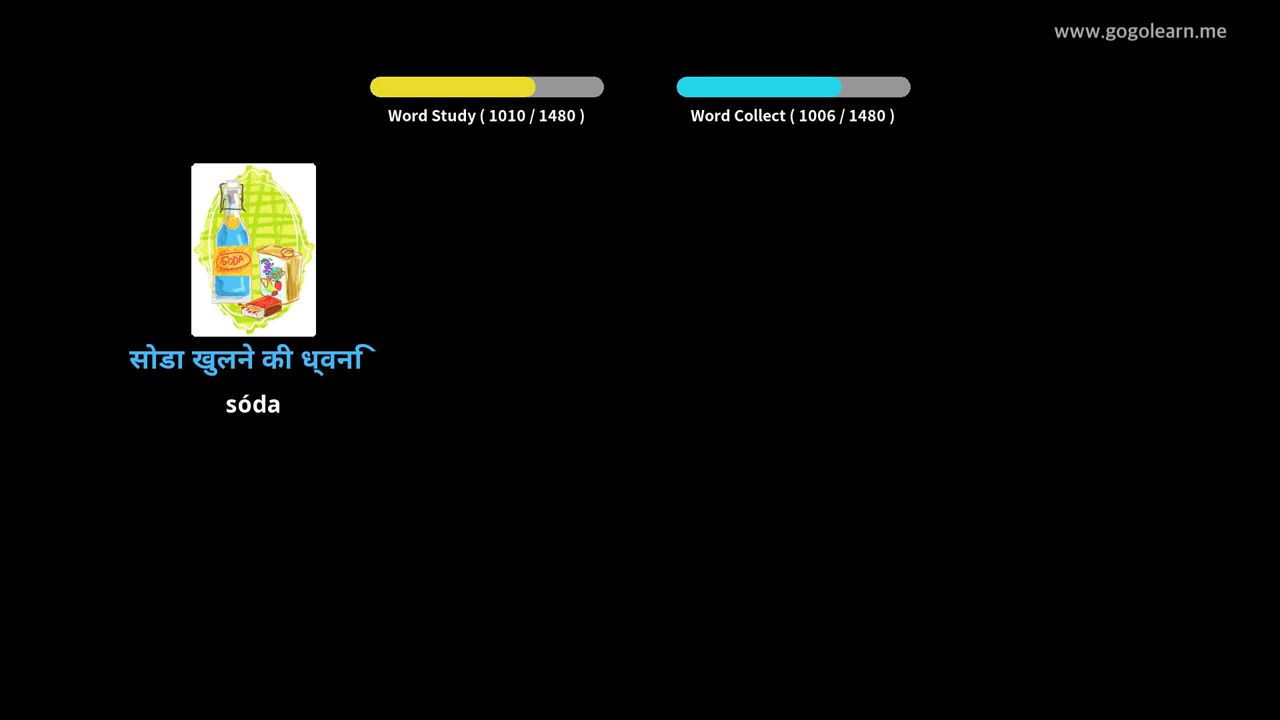 www.gogolearn.me
Word Study ( 1010 / 1480 )
Word Collect ( 1006 / 1480 )
SODA
सोडा खुलने की ध्वनि
sóda